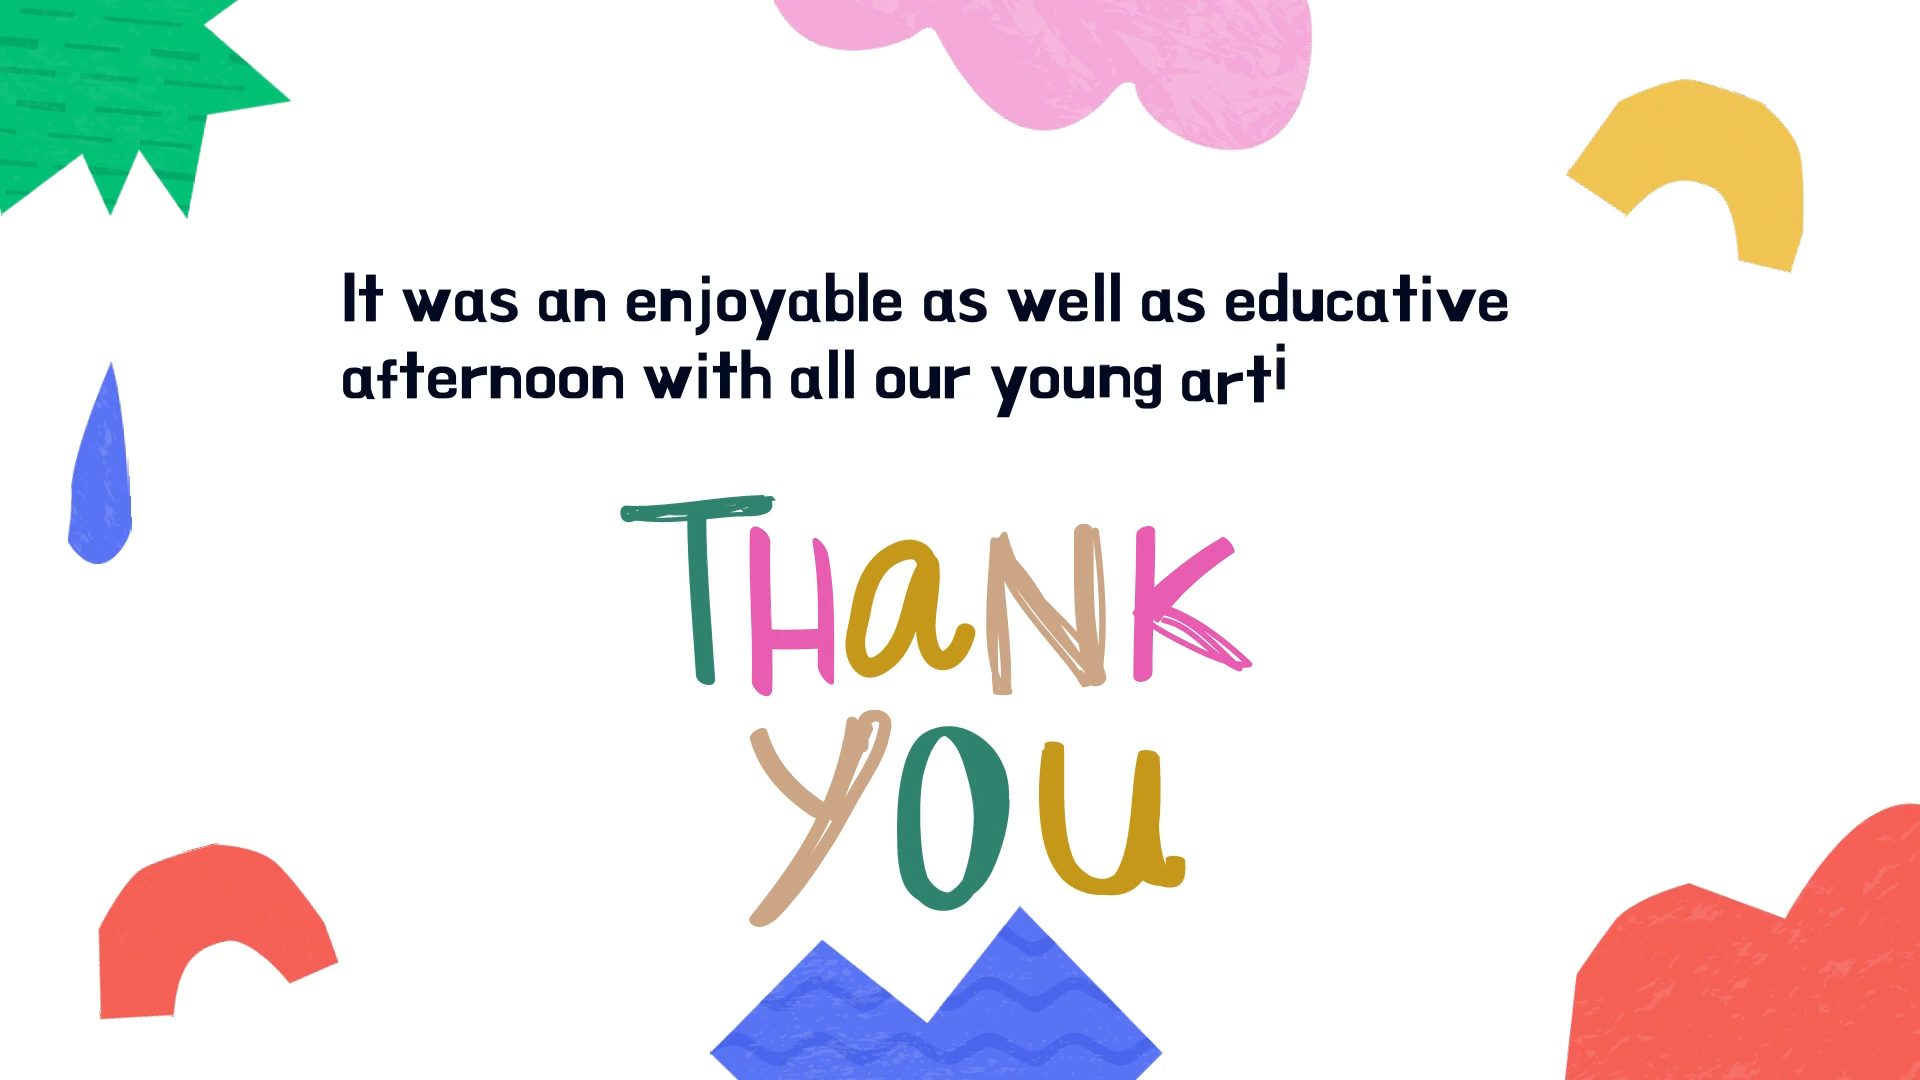 It was an enjoyable as well as educative
afternoon with all our young arti
THaNK
YOU